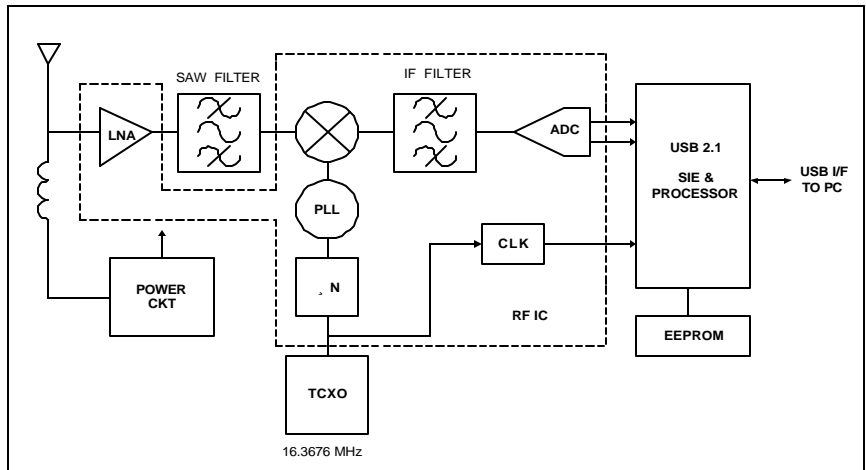 SAW FILTER
IF FILTER
LNA
ADC
USB 2.1
SIE &
PROCESSOR
USB I/F
TO PC
PLL
CLK
POWER
CKT
¸ N
RF IC
EEPROM
TCXO
16.3676 MHz